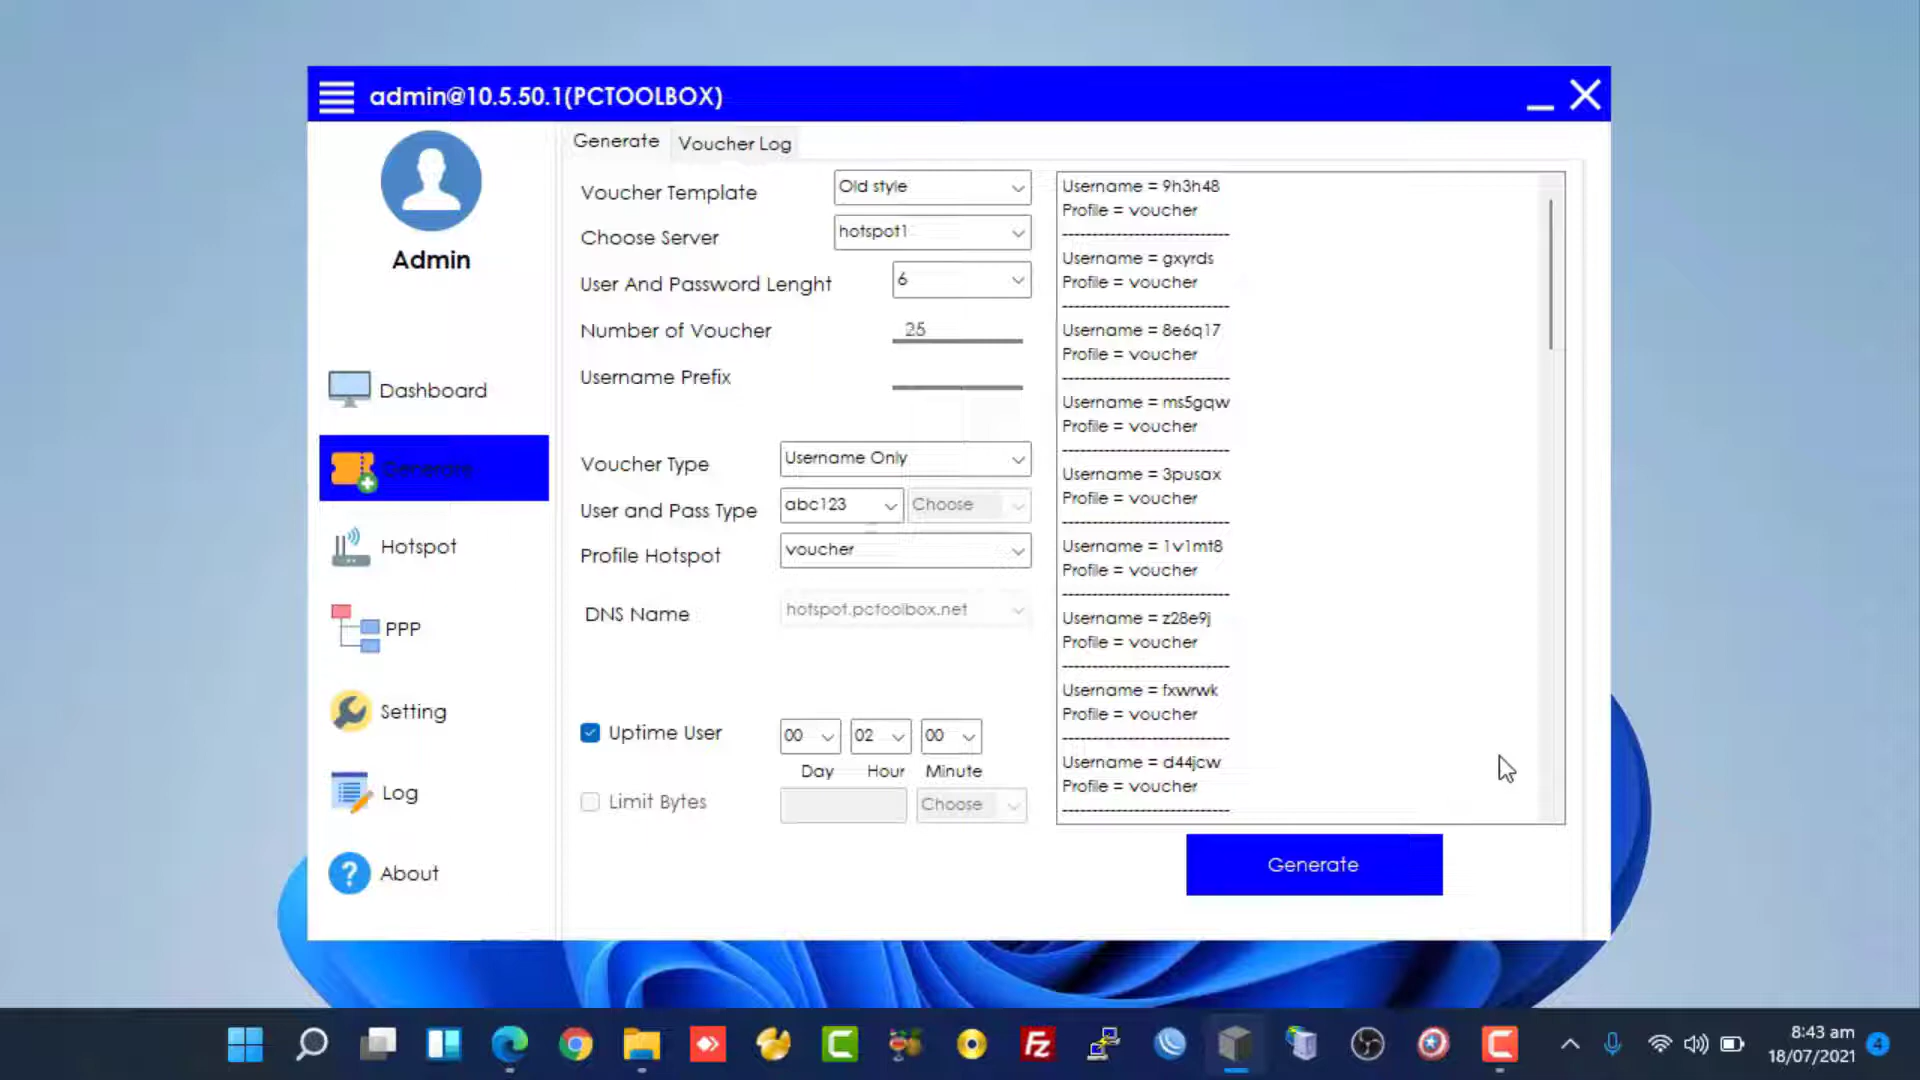 admin@10.5.50.1(PCTOOLBOX)
Admin
Dashboard
Generate
Hotspot
PPP
Setting
Log
About
Generate
Voucher Log
Voucher Template
Old style
Choose Server
hotspot1
User And Password Lenght
6
Number of Voucher
25
Username Prefix
Voucher Type
Username Only
User and Pass Type
abc123
Choose
Profile Hotspot
voucher
DNS Name
hotspot.pctoolbox.net
Uptime User
00
02
00
Day
Hour
Minute
Limit Bytes
Choose
Username = 9h3h48
Profile = voucher
----------------------------
Username = gxyrds
Profile = voucher
----------------------------
Username = 8e6q17
Profile = voucher
----------------------------
Username = ms5gqw
Profile = voucher
----------------------------
Username = 3pusax
Profile = voucher
----------------------------
Username = 1v1mt8
Profile = voucher
----------------------------
Username = z28e9j
Profile = voucher
----------------------------
Username = fxwrwk
Profile = voucher
----------------------------
Username = d44jcw
Profile = voucher
----------------------------
Generate
8:43 am
18/07/2021
4